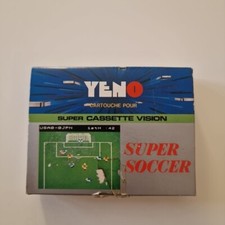 YENO
CARTOUCHE POUR
SUPER CASSETTE VISION
SUPER
SOCCER